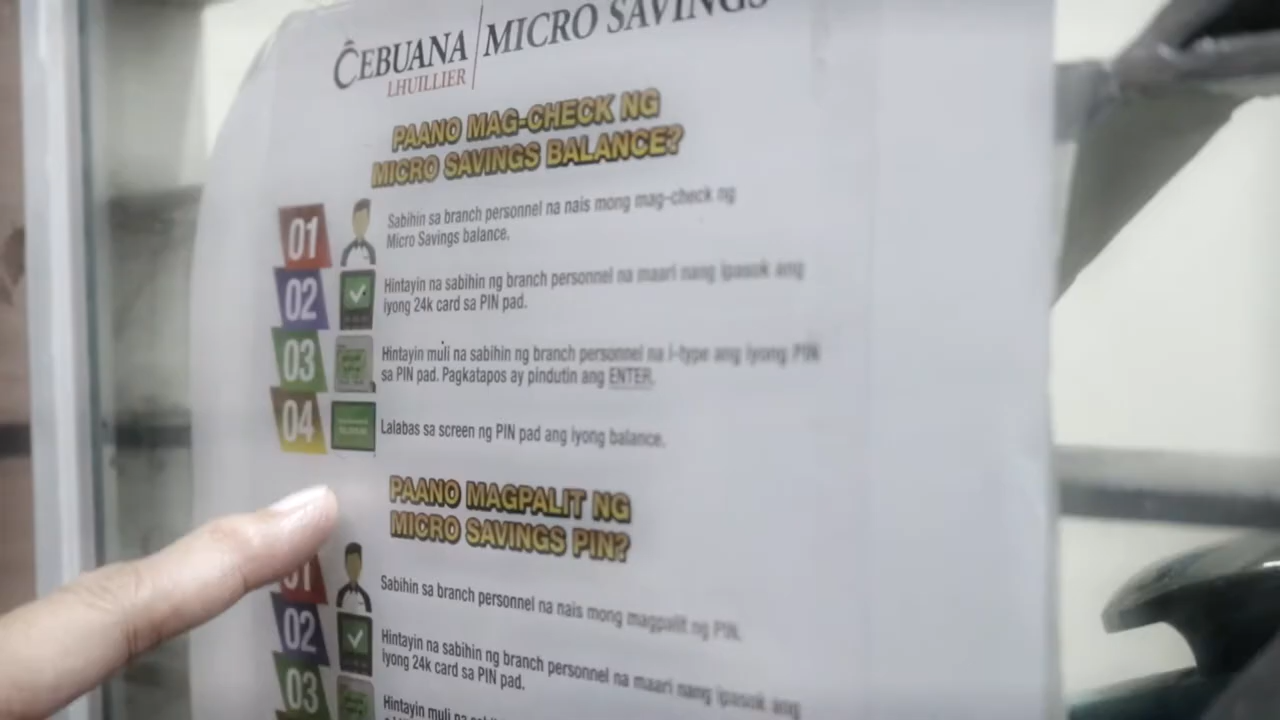 CEBUANA LHUILLIER | MICRO SAVINGS
PAANO MAG-CHECK NG
MICRO SAVINGS BALANCE?
01 Sabihin sa branch personnel na nais mong mag-check ng
Micro Savings balance.
02 Hintayin na sabihin ng branch personnel na maari nang ipasok ang
iyong 24k card sa PIN pad.
03 Hintayin muli na sabihin ng branch personnel na i-type ang iyong PIN
sa PIN pad. Pagkatapos ay pindutin ang ENTER.
04 Lalabas sa screen ng PIN pad ang iyong balance.
PAANO MAGPALIT NG
MICRO SAVINGS PIN?
01 Sabihin sa branch personnel na nais mong magpalit ng PIN.
02 Hintayin na sabihin ng branch personnel na maari nang ipasok ang
iyong 24k card sa PIN pad.
03 Hintayin muli na